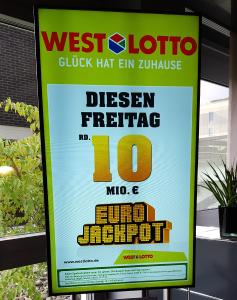 WEST LOTTO
GLÜCK HAT EIN ZUHAUSE
DIESEN
FREITAG
RD. 10
MIO. €
EURO
JACKPOT
www.westlotto.de
WEST LOTTO